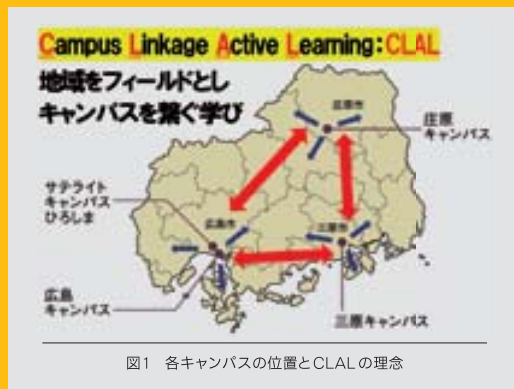 Campus Linkage Active Learning:CLAL
地域をフィールドとし
キャンパスを繋ぐ学び
庄原市
庄原
キャンパス
サテライト
キャンパス
ひろしま
広島市
三原市
広島
キャンパス
三原キャンパス
図1 各キャンパスの位置とCLALの理念